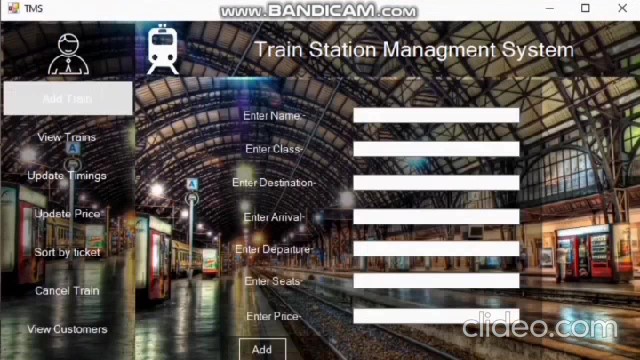 TMS
www.BANDICAM.com
Train Station Managment System
Add Train
View Trains
Update Timings
Update Price
Sort by ticket
Cancel Train
View Customers
Enter Name:-
Enter Class-
Enter Destination-
Enter Arrival-
Enter Departure-
Enter Seats-
Enter Price-
Add
A
A
clideo.com